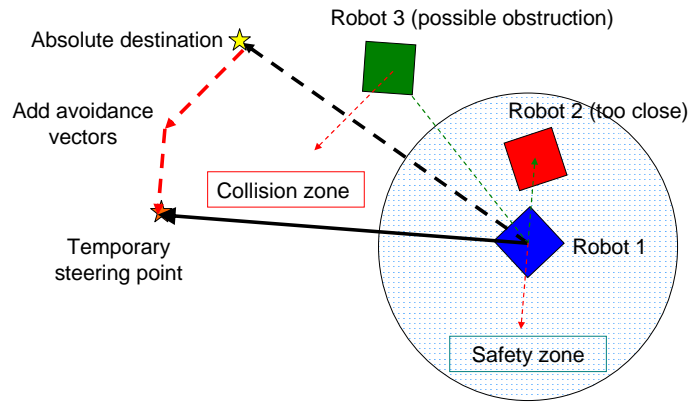 Robot 3 (possible obstruction)
Absolute destination
Robot 2 (too close)
Add avoidance
vectors
Collision zone
Robot 1
Temporary
steering point
Safety zone